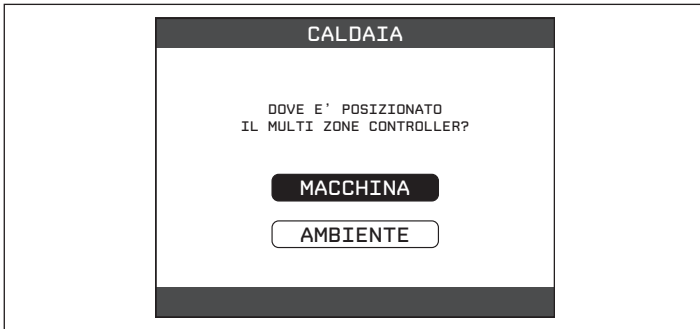 CALDAIA
DOVE E' POSIZIONATO
IL MULTI ZONE CONTROLLER?
MACCHINA
AMBIENTE